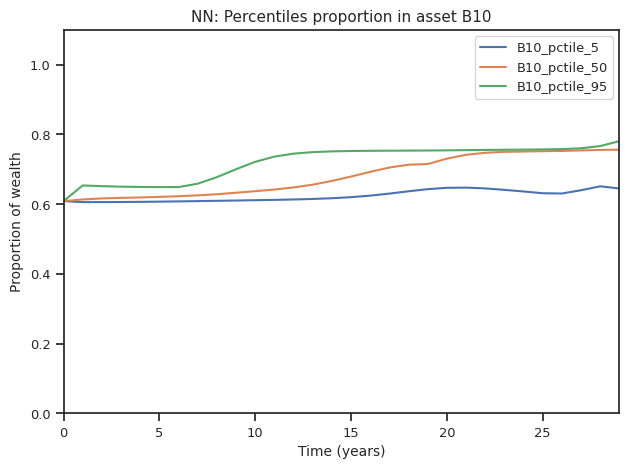 NN: Percentiles proportion in asset B10
B10_pctile_5
B10_pctile_50
B10_pctile_95
Proportion of wealth
1.0
0.8
0.6
0.4
0.2
0.0
0 5 10 15 20 25
Time (years)